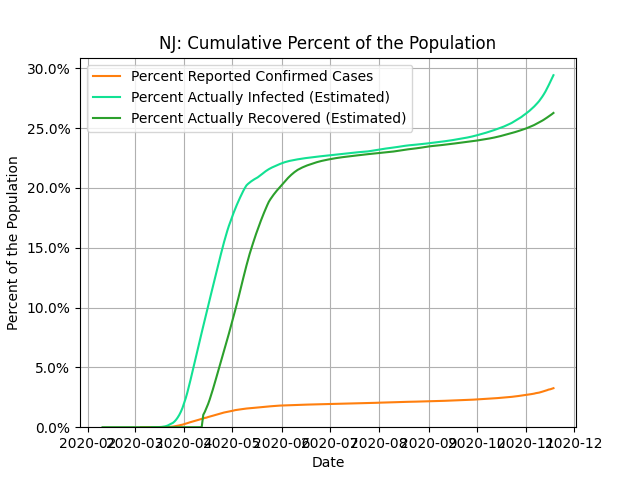 NJ: Cumulative Percent of the Population
Percent Reported Confirmed Cases
Percent Actually Infected (Estimated)
Percent Actually Recovered (Estimated)
30.0%
25.0%
20.0%
15.0%
10.0%
5.0%
0.0%
Percent of the Population
2020-02 2020-03 2020-04 2020-05 2020-06 2020-07 2020-08 2020-09 2020-10 2020-11 2020-12
Date